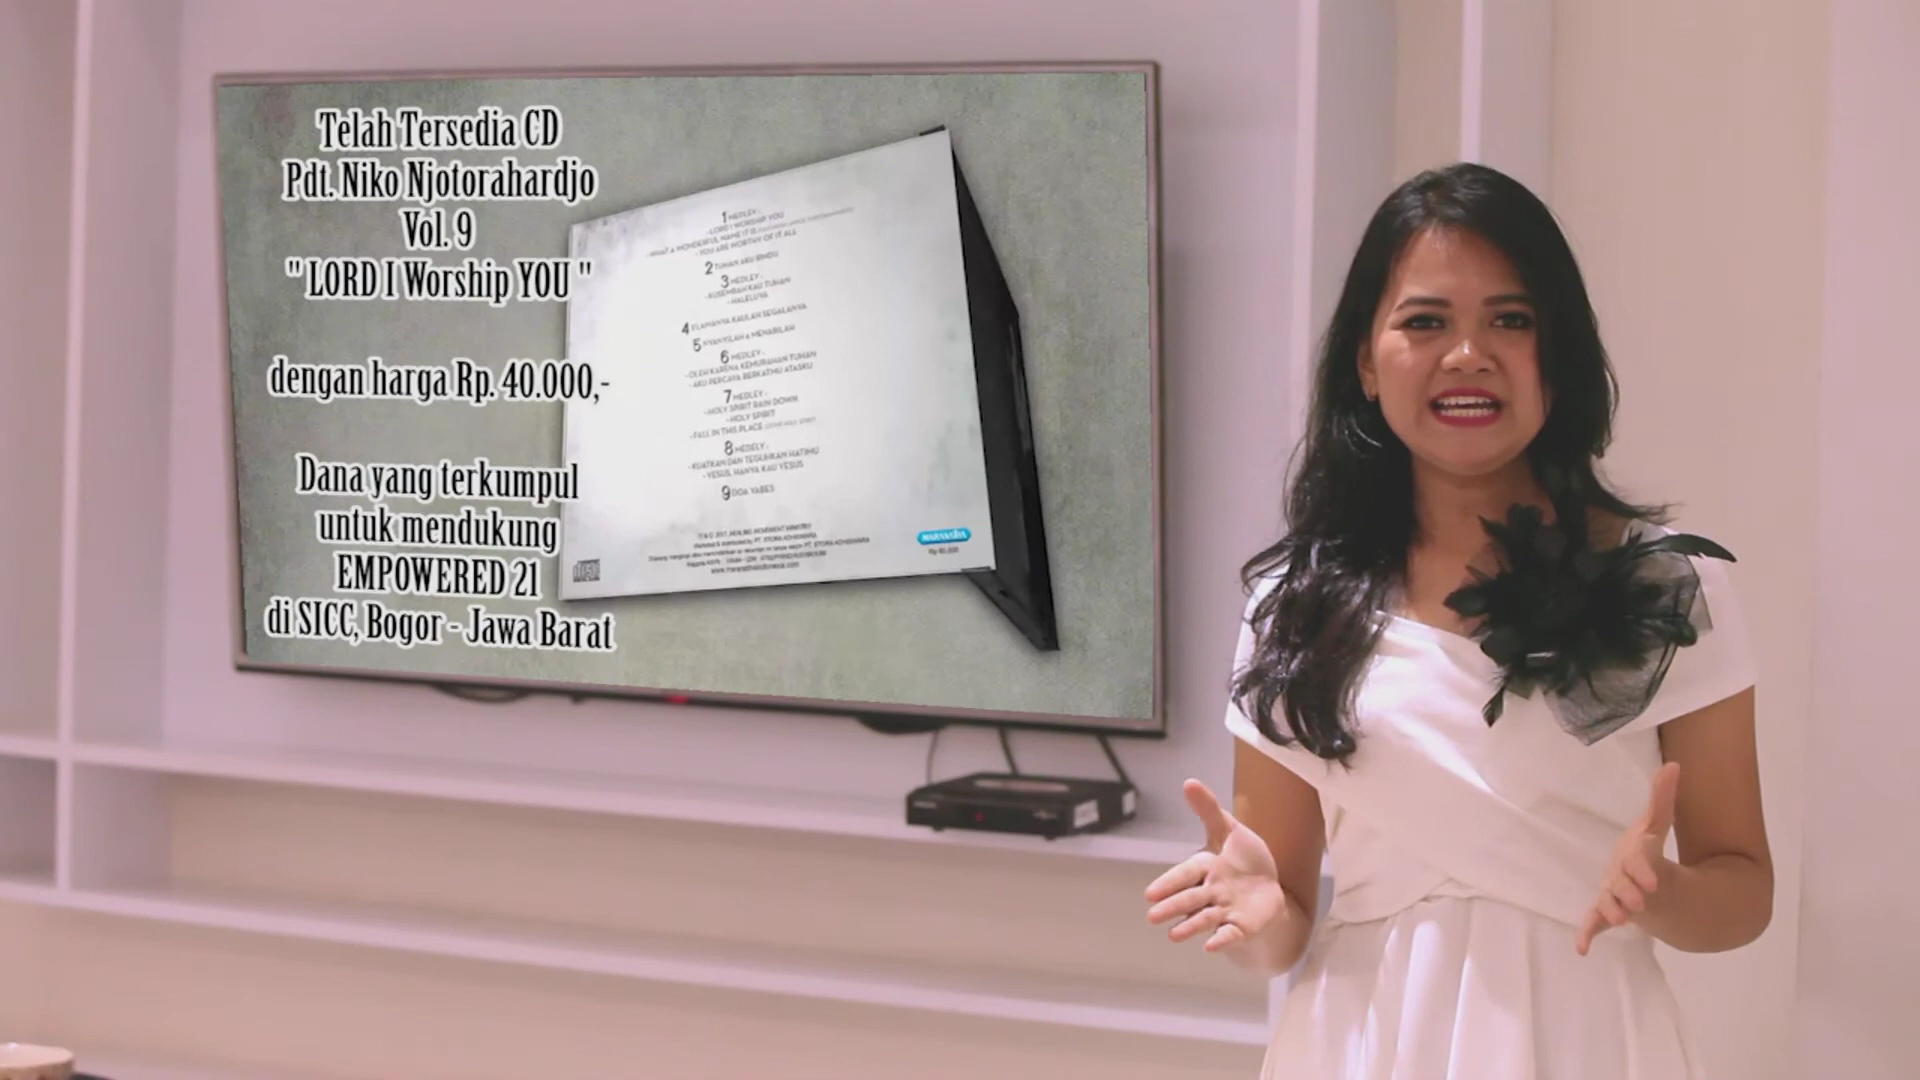 Telah Tersedia CD
Pdt. Niko Njotorahardjo
Vol. 9
" LORD I Worship YOU "
dengan harga Rp. 40.000,-
Dana yang terkumpul
untuk mendukung
EMPOWERED 21
di SICC, Bogor - Jawa Barat
1 MEDLEY :
- LORD I WORSHIP YOU
- WHAT A WONDERFUL NAME IT IS
- YOU ARE WORTHY OF IT ALL
2 TUHAN AKU RINDU
3 MEDLEY :
- KUSEMBAH KAU TUHAN
- HALELUYA
4 S'LAMANYA KAULAH SEGALANYA
5 NYANYILAH & MENARILAH
6 MEDLEY :
- OLEH KARENA KEMURAHAN TUHAN
- AKU PERCAYA BERKATMU ATASKU
7 MEDLEY :
- HOLY SPIRIT RAIN DOWN
- HOLY SPIRIT
- FALL IN THIS PLACE
8 MEDELY :
- KUATKAN DAN TEGUHKAN HATIMU
- YESUS, HANYA KAU YESUS
9 DOA YABES
MARANATHA